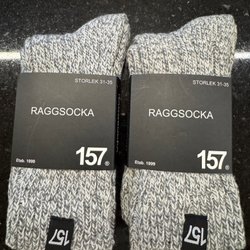 STORLEK 31-35
RAGGSOCKA
Etab. 1999
157®
157
STORLEK 31-35
RAGGSOCKA
Etab. 1999
157®
157